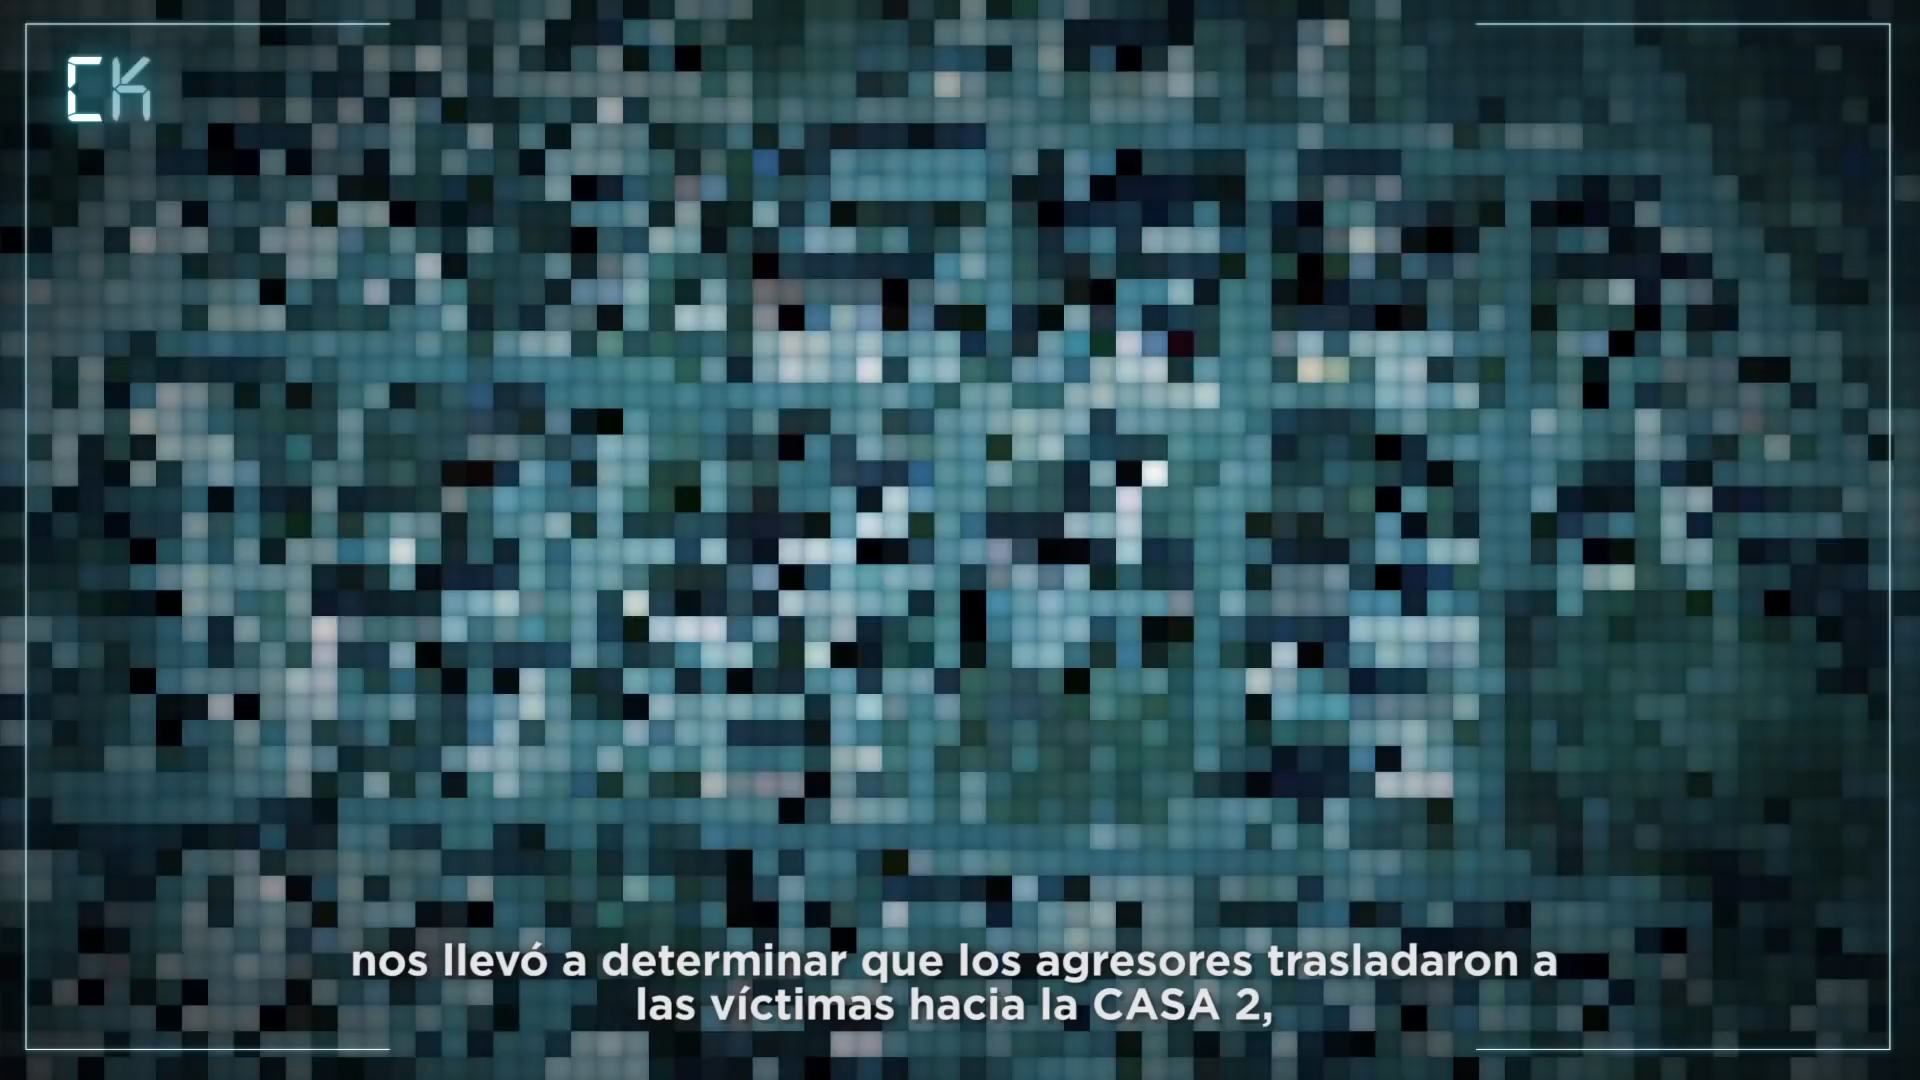 CK
nos llevó a determinar que los agresores trasladaron a
las víctimas hacia la CASA 2,